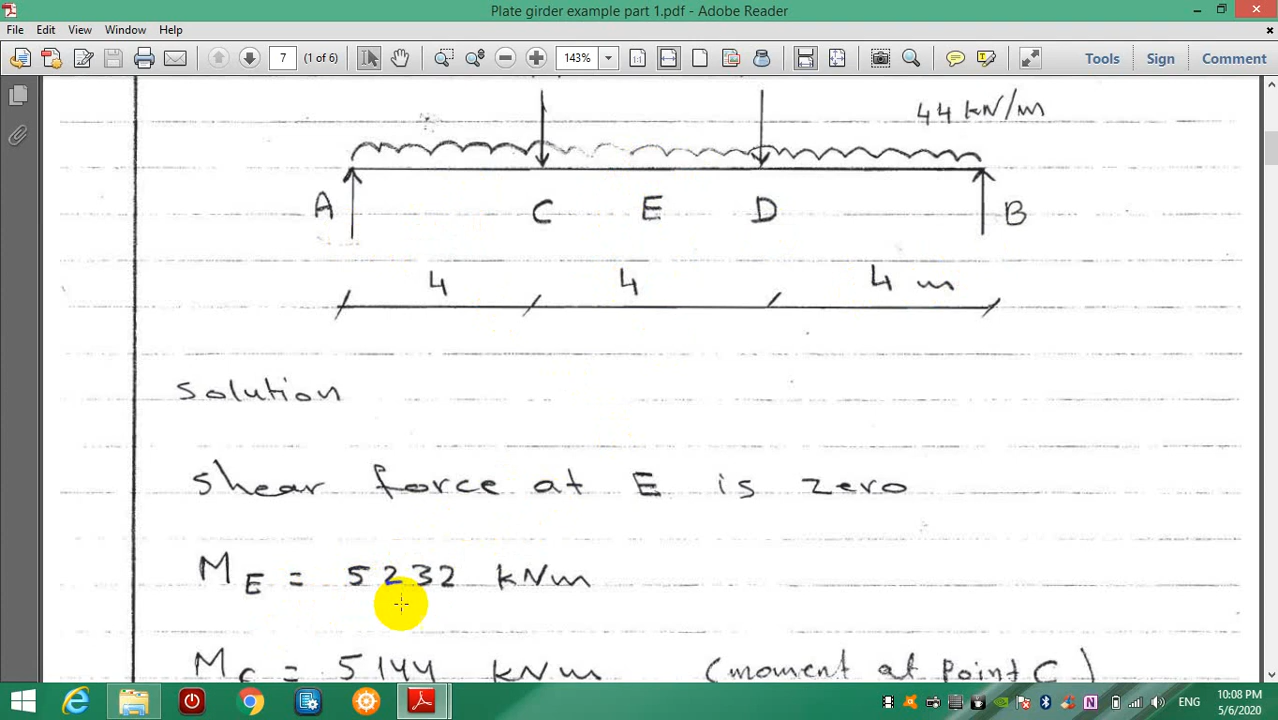 Plate girder example part 1.pdf - Adobe Reader
File Edit View Window Help
7 (1 of 6) 143% Tools Sign Comment
44 kN/m
A C E D B
4 4 4 m
solution
shear force at E is zero
ME = 5232 kNm
Mc = 5144 kNm (moment at Point C)
ENG 10:08 PM
5/6/2020